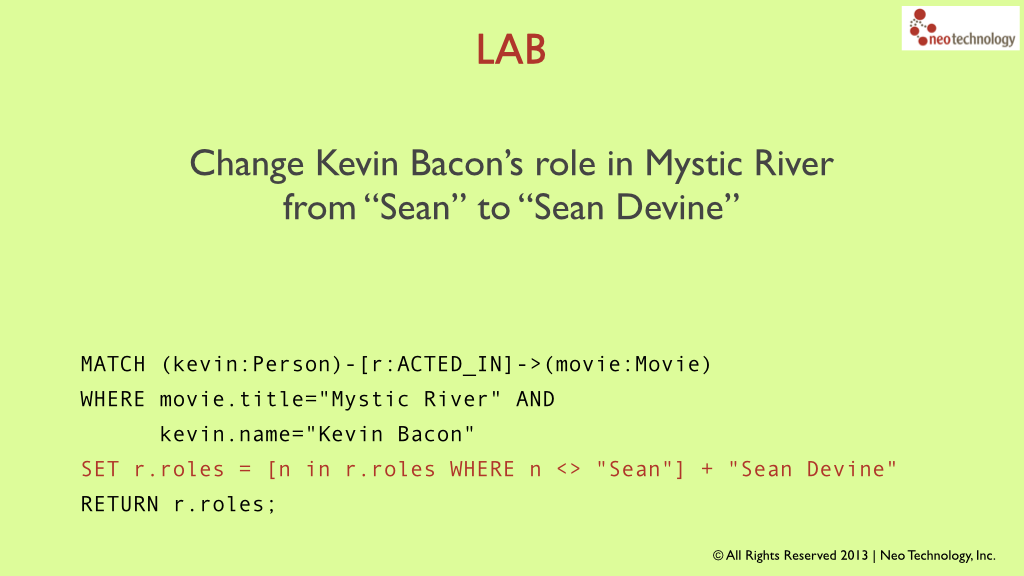 LAB
neotechnology
Change Kevin Bacon’s role in Mystic River
from “Sean” to “Sean Devine”
MATCH (kevin:Person)-[r:ACTED_IN]->(movie:Movie)
WHERE movie.title="Mystic River" AND
kevin.name="Kevin Bacon"
SET r.roles = [n in r.roles WHERE n <> "Sean"] + "Sean Devine"
RETURN r.roles;
© All Rights Reserved 2013 | Neo Technology, Inc.